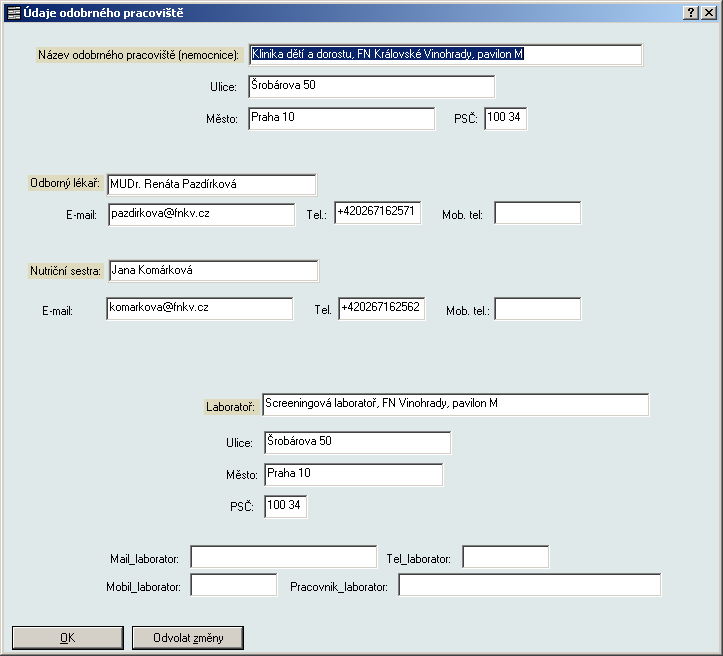 Údaje odobrného pracoviště
Název odobrného pracoviště (nemocnice): Klinika dětí a dorostu, FN Královské Vinohrady, pavilon M
Ulice: Šrobárova 50
Město: Praha 10 PSČ: 100 34
Odborný lékař: MUDr. Renáta Pazdírková
E-mail: pazdirkova@fnkv.cz Tel.: +420267162571 Mob. tel:
Nutriční sestra: Jana Komárková
E-mail: komarkova@fnkv.cz Tel. +420267162562 Mob. tel.:
Laboratoř: Screeningová laboratoř, FN Vinohrady, pavilon M
Ulice: Šrobárova 50
Město: Praha 10
PSČ: 100 34
Mail_laborator: Tel_laborator:
Mobil_laborator: Pracovnik_laborator:
OK Odvolat změny